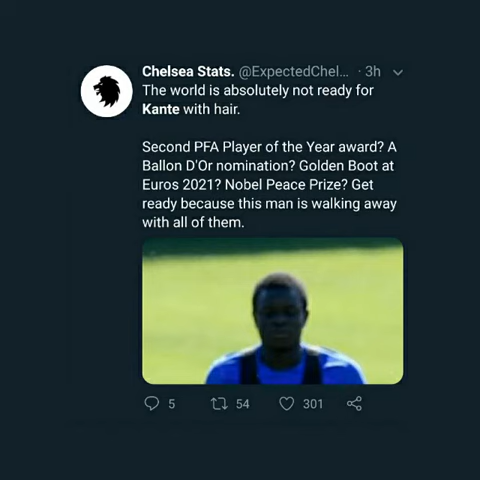 Chelsea Stats. @ExpectedChel... · 3h
The world is absolutely not ready for
Kante with hair.
Second PFA Player of the Year award? A
Ballon D'Or nomination? Golden Boot at
Euros 2021? Nobel Peace Prize? Get
ready because this man is walking away
with all of them.
5 54 301